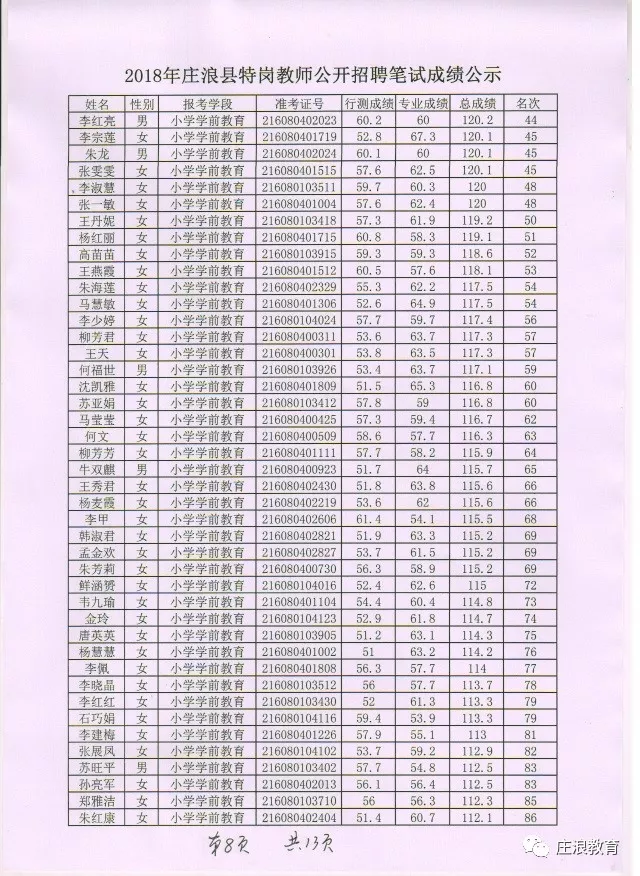 2018年庄浪县特岗教师公开招聘笔试成绩公示
姓名 性别 报考学段 准考证号 行测成绩 专业成绩 总成绩 名次
李红亮 男 小学学前教育 216080402023 60.2 60 120.2 44
李宗莲 女 小学学前教育 216080401719 52.8 67.3 120.1 45
朱龙 男 小学学前教育 216080402024 60.1 60 120.1 45
张雯雯 女 小学学前教育 216080401515 57.6 62.5 120.1 45
李淑慧 女 小学学前教育 216080103511 59.7 60.3 120 48
张一敏 女 小学学前教育 216080401004 57.6 62.4 120 48
王丹妮 女 小学学前教育 216080103418 57.3 61.9 119.2 50
杨红丽 女 小学学前教育 216080401715 60.8 58.3 119.1 51
高苗苗 女 小学学前教育 216080103915 59.3 59.3 118.6 52
王燕霞 女 小学学前教育 216080401512 60.5 57.6 118.1 53
朱海莲 女 小学学前教育 216080402329 55.3 62.2 117.5 54
马慧敏 女 小学学前教育 216080401306 52.6 64.9 117.5 54
李少婷 女 小学学前教育 216080104024 57.7 59.7 117.4 56
柳芳君 女 小学学前教育 216080400311 53.6 63.7 117.3 57
王天 女 小学学前教育 216080400301 53.8 63.5 117.3 57
何福世 男 小学学前教育 216080103926 53.4 63.7 117.1 59
沈凯雅 女 小学学前教育 216080401809 51.5 65.3 116.8 60
苏亚娟 女 小学学前教育 216080103412 57.8 59 116.8 60
马莹莹 女 小学学前教育 216080400425 57.3 59.4 116.7 62
何文 女 小学学前教育 216080400509 58.6 57.7 116.3 63
柳芳芳 女 小学学前教育 216080401111 57.7 58.2 115.9 64
牛双麒 男 小学学前教育 216080400923 51.7 64 115.7 65
王秀君 女 小学学前教育 216080402430 51.8 63.8 115.6 66
杨麦霞 女 小学学前教育 216080402219 53.6 62 115.6 66
李甲 女 小学学前教育 216080402606 61.4 54.1 115.5 68
韩淑君 女 小学学前教育 216080402821 51.9 63.3 115.2 69
孟金欢 女 小学学前教育 216080402827 53.7 61.5 115.2 69
朱芳莉 女 小学学前教育 216080400730 56.3 58.9 115.2 69
鲜涵赟 女 小学学前教育 216080104016 52.4 62.6 115 72
韦九瑜 女 小学学前教育 216080401104 54.4 60.4 114.8 73
金玲 女 小学学前教育 216080104123 52.9 61.8 114.7 74
唐英英 女 小学学前教育 216080103905 51.2 63.1 114.3 75
杨慧慧 女 小学学前教育 216080401002 51 63.2 114.2 76
李佩 女 小学学前教育 216080401808 56.3 57.7 114 77
李晓晶 女 小学学前教育 216080103512 56 57.7 113.7 78
李红红 女 小学学前教育 216080103430 52 61.3 113.3 79
石巧娟 女 小学学前教育 216080104116 59.4 53.9 113.3 79
李建梅 女 小学学前教育 216080401226 57.9 55.1 113 81
张展凤 女 小学学前教育 216080104102 53.7 59.2 112.9 82
苏旺平 男 小学学前教育 216080103402 57.7 54.8 112.5 83
孙亮军 女 小学学前教育 216080402013 56.1 56.4 112.5 83
郑雅洁 女 小学学前教育 216080103710 56 56.3 112.3 85
朱红康 女 小学学前教育 216080402404 51.4 60.7 112.1 86
第8页 共13页
庄浪教育